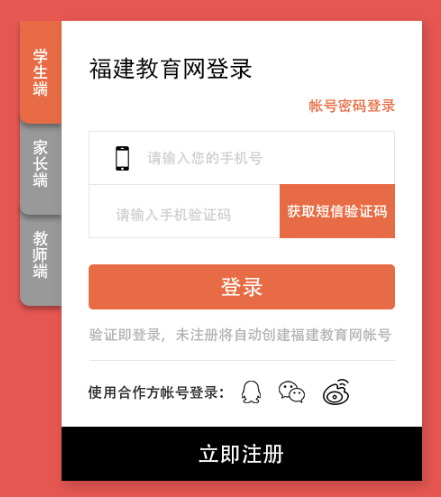 学生端
家长端
教师端
福建教育网登录
帐号密码登录
请输入您的手机号
请输入手机验证码
获取短信验证码
登录
验证即登录，未注册将自动创建福建教育网帐号
使用合作方帐号登录：
立即注册